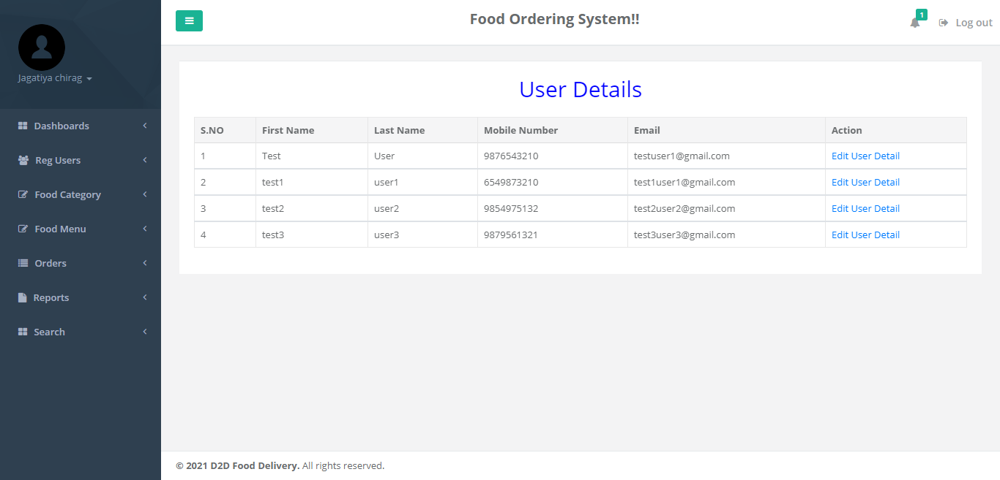 Food Ordering System!!
1
Log out
Jagatiya chirag
Dashboards
Reg Users
Food Category
Food Menu
Orders
Reports
Search
User Details
S.NO First Name Last Name Mobile Number Email Action
1 Test User 9876543210 testuser1@gmail.com Edit User Detail
2 test1 user1 6549873210 test1user1@gmail.com Edit User Detail
3 test2 user2 9854975132 test2user2@gmail.com Edit User Detail
4 test3 user3 9879561321 test3user3@gmail.com Edit User Detail
© 2021 D2D Food Delivery. All rights reserved.